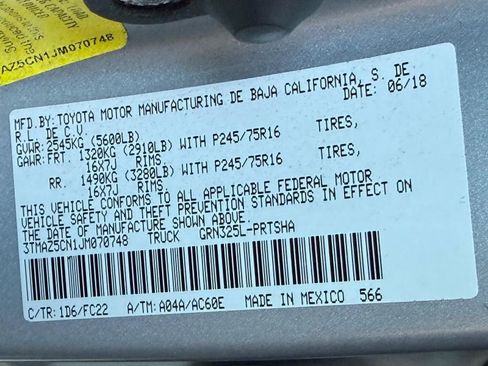 AZ5CN1JM070748
MFD.BY:TOYOTA MOTOR MANUFACTURING DE BAJA CALIFORNIA, S. DE
R.L. DE C.V. DATE: 06/18
GVWR:2545KG (5600LB)
GAWR:FRT. 1320KG (2910LB)WITH P245/75R16 TIRES,
16X7J RIMS.
RR. 1490KG (3280LB)WITH P245/75R16 TIRES,
16X7J RIMS.
THIS VEHICLE CONFORMS TO ALL APPLICABLE FEDERAL MOTOR
VEHICLE SAFETY AND THEFT PREVENTION STANDARDS IN EFFECT ON
THE DATE OF MANUFACTURE SHOWN ABOVE.
3TMAZ5CN1JM070748 TRUCK GRN325L-PRTSHA
C/TR:1D6/FC22 A/TM:A04A/AC60E MADE IN MEXICO 566